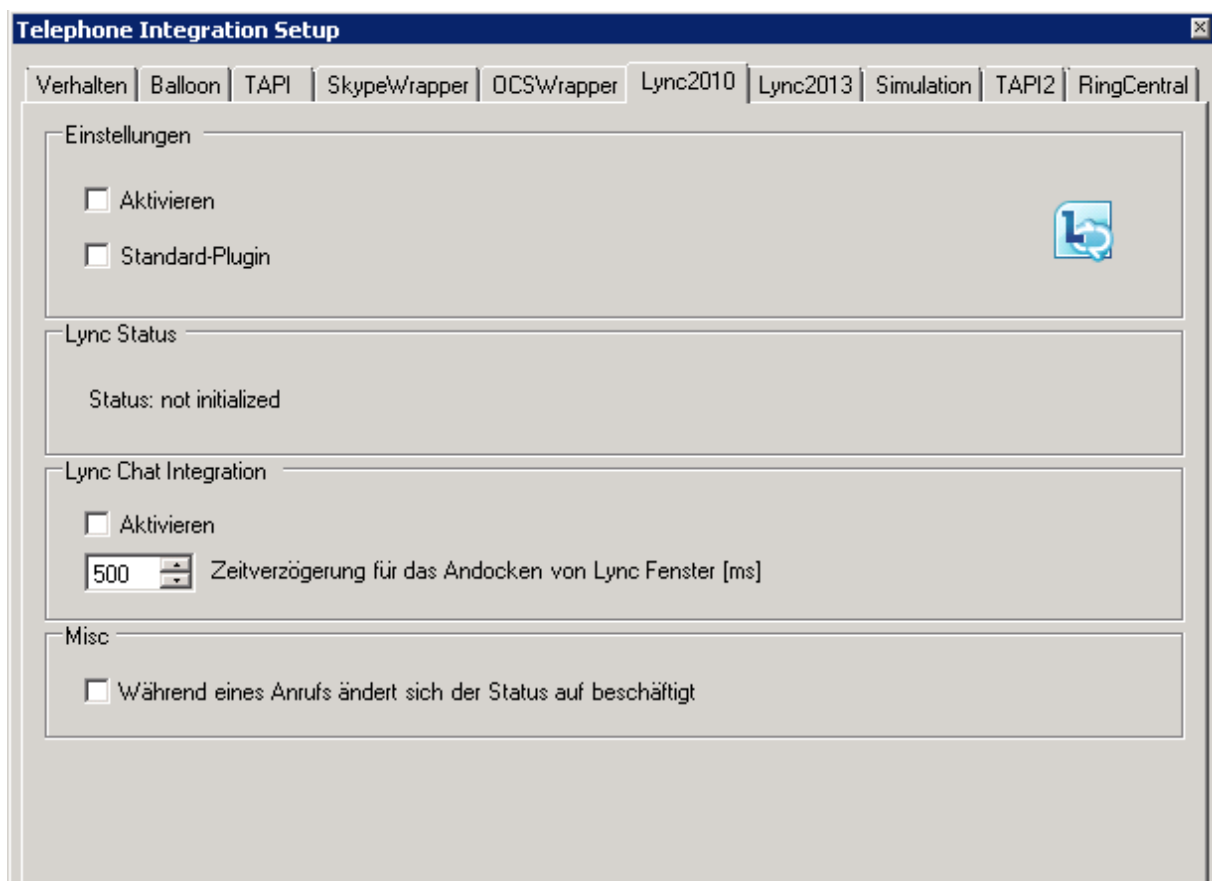 Telephone Integration Setup
Verhalten Balloon TAPI SkypeWrapper OCSWrapper Lync2010 Lync2013 Simulation TAPI2 RingCentral
Einstellungen
Aktivieren
Standard-Plugin
Lync Status
Status: not initialized
Lync Chat Integration
Aktivieren
500 Zeitverzögerung für das Andocken von Lync Fenster [ms]
Misc
Während eines Anrufs ändert sich der Status auf beschäftigt